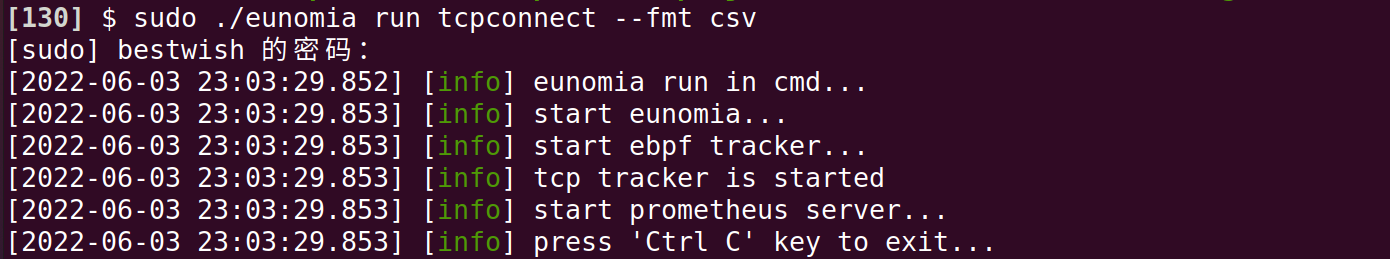 [130] $ sudo ./eunomia run tcpconnect --fmt csv
[sudo] bestwish 的密码：
[2022-06-03 23:03:29.852] [info] eunomia run in cmd...
[2022-06-03 23:03:29.853] [info] start eunomia...
[2022-06-03 23:03:29.853] [info] start ebpf tracker...
[2022-06-03 23:03:29.853] [info] tcp tracker is started
[2022-06-03 23:03:29.853] [info] start prometheus server...
[2022-06-03 23:03:29.853] [info] press 'Ctrl C' key to exit...